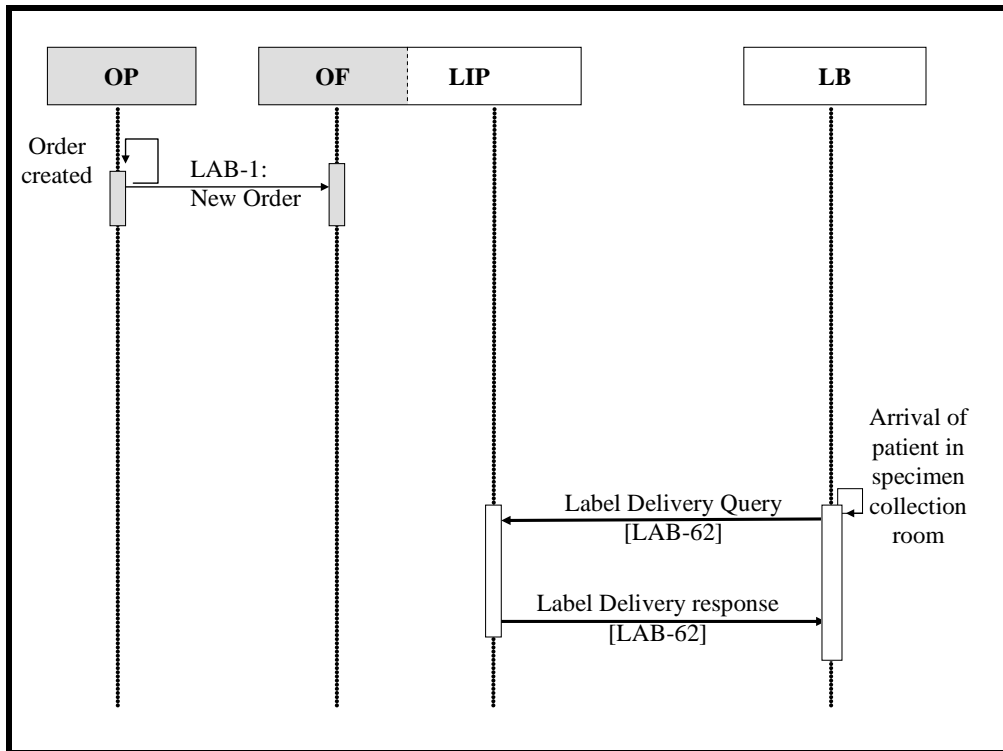 OP
OF
LIP
LB
Order
created
LAB-1:
New Order
Arrival of
patient in
specimen
collection
room
Label Delivery Query
[LAB-62]
Label Delivery response
[LAB-62]